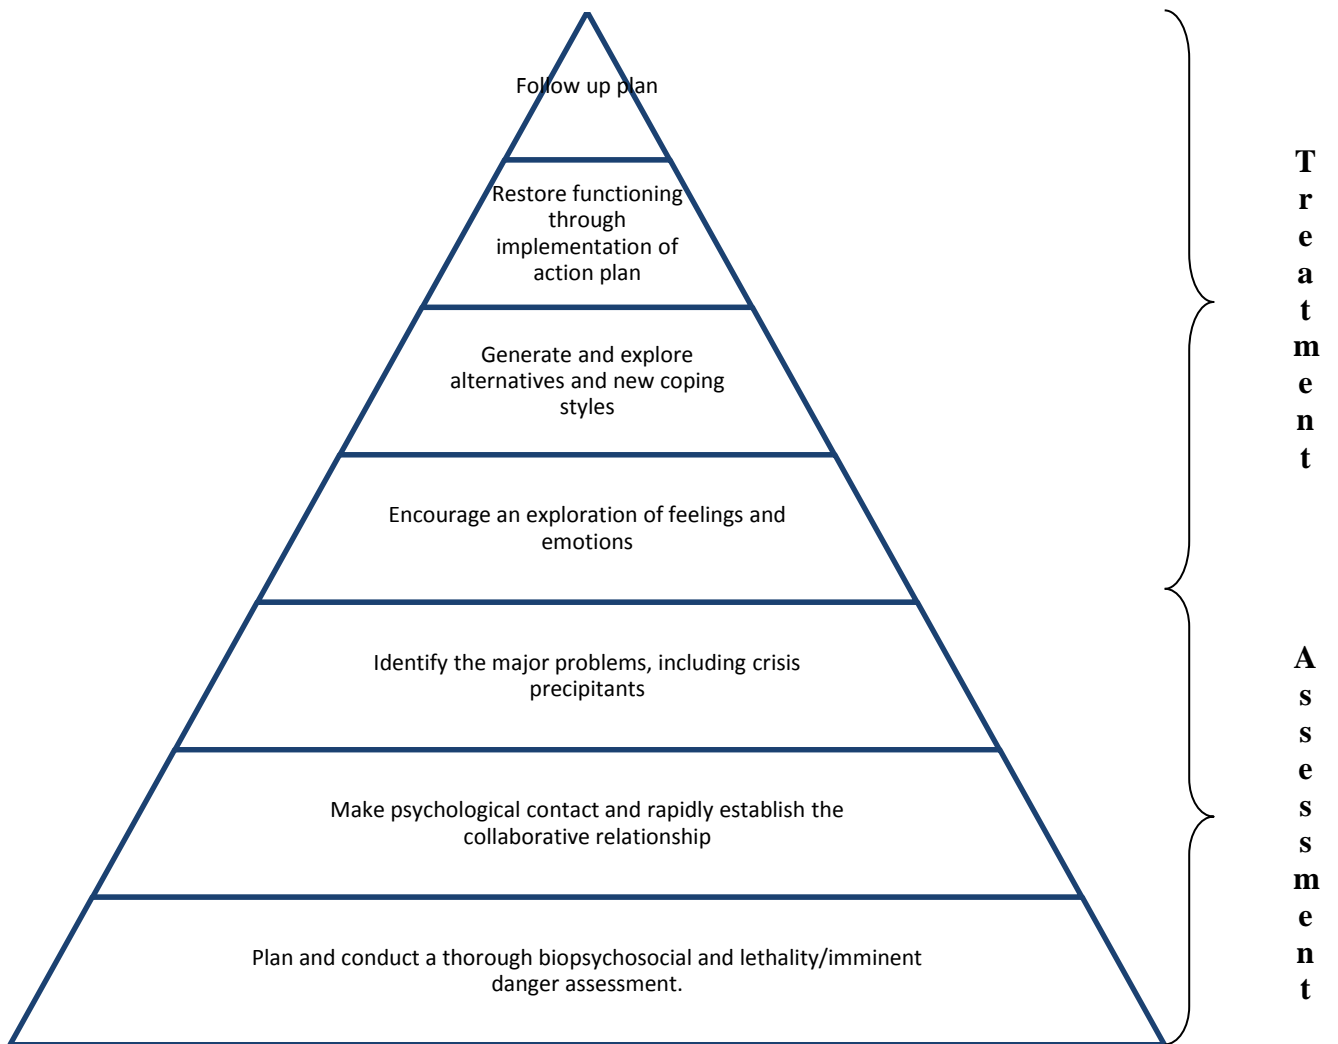 Follow up plan
Restore functioning
through
implementation of
action plan
Generate and explore
alternatives and new coping
styles
Encourage an exploration of feelings and
emotions
Identify the major problems, including crisis
precipitants
Make psychological contact and rapidly establish the
collaborative relationship
Plan and conduct a thorough biopsychosocial and lethality/imminent
danger assessment.
T
r
e
a
t
m
e
n
t
A
s
s
e
s
s
m
e
n
t